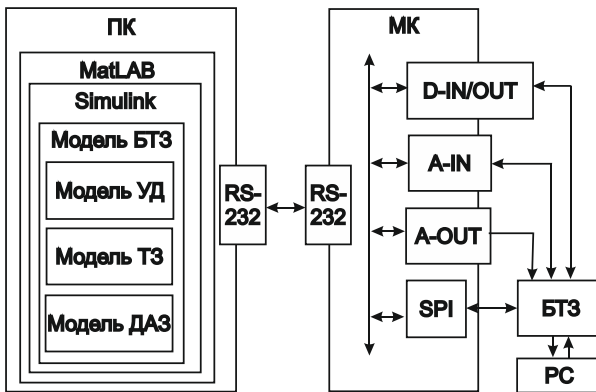 ПК
MatLAB
Simulink
Модель БТЗ
Модель УД
Модель ТЗ
Модель ДАЗ
RS-
232
RS-
232
МК
D-IN/OUT
A-IN
A-OUT
SPI
БТЗ
РС